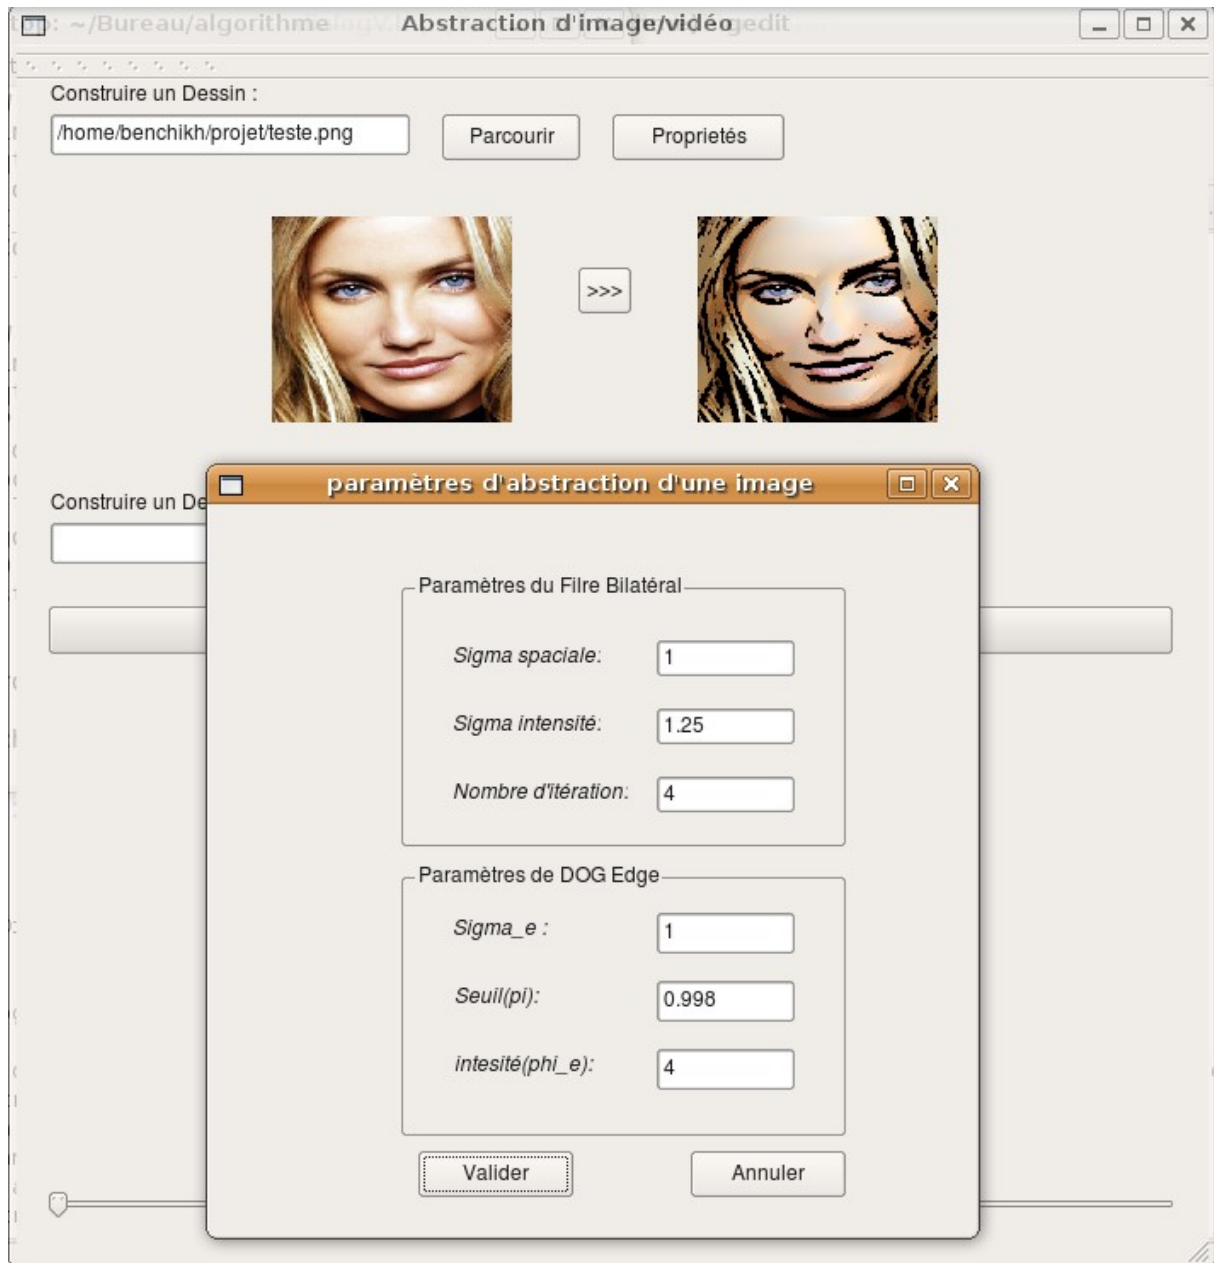 : ~/Bureau/algorithme
Abstraction d'image/vidéo gedit
Construire un Dessin :
/home/benchikh/projet/teste.png
Parcourir
Proprietés
>>>
paramètres d'abstraction d'une image
Construire un De
Paramètres du Filre Bilatéral
Sigma spaciale:
1
Sigma intensité:
1.25
Nombre d'itération:
4
Paramètres de DOG Edge
Sigma_e :
1
Seuil(pi):
0.998
intesité(phi_e):
4
Valider
Annuler